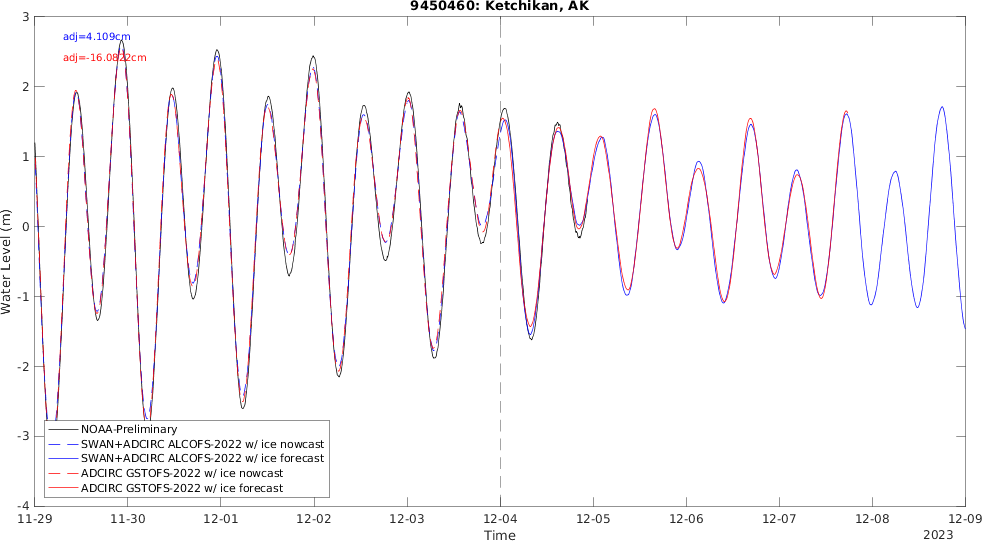 9450460: Ketchikan, AK
adj=4.109cm
adj=-16.0822cm
3
2
1
0
-1
-2
-3
-4
Water Level (m)
NOAA-Preliminary
SWAN+ADCIRC ALCOFS-2022 w/ ice nowcast
SWAN+ADCIRC ALCOFS-2022 w/ ice forecast
ADCIRC GSTOFS-2022 w/ ice nowcast
ADCIRC GSTOFS-2022 w/ ice forecast
11-29 11-30 12-01 12-02 12-03 12-04 12-05 12-06 12-07 12-08 12-09
Time
2023